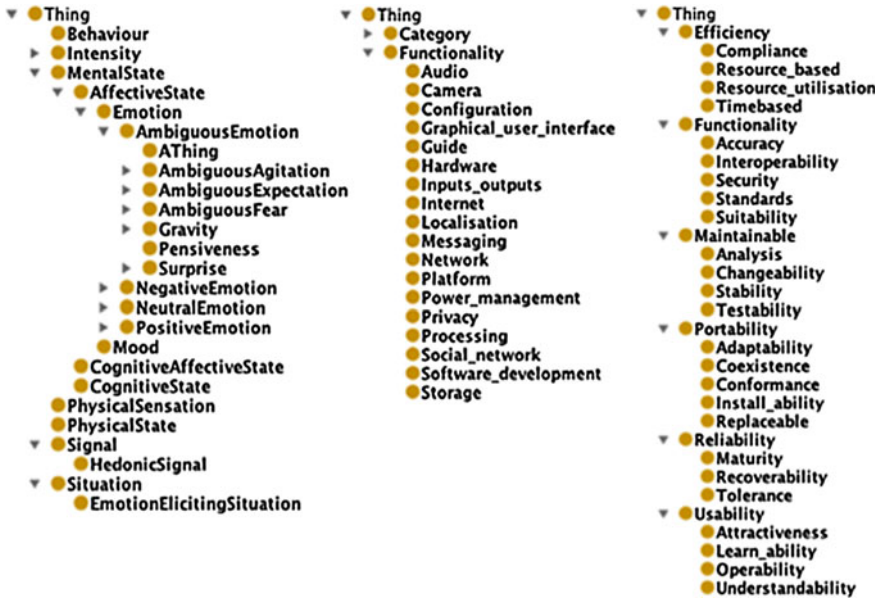 Thing
Behaviour
Intensity
MentalState
AffectiveState
Emotion
AmbiguousEmotion
AThing
AmbiguousAgitation
AmbiguousExpectation
AmbiguousFear
Gravity
Pensiveness
Surprise
NegativeEmotion
NeutralEmotion
PositiveEmotion
Mood
CognitiveAffectiveState
CognitiveState
PhysicalSensation
PhysicalState
Signal
HedonicSignal
Situation
EmotionElicitingSituation
Thing
Category
Functionality
Audio
Camera
Configuration
Graphical_user_interface
Guide
Hardware
Inputs_outputs
Internet
Localisation
Messaging
Network
Platform
Power_management
Privacy
Processing
Social_network
Software_development
Storage
Thing
Efficiency
Compliance
Resource_based
Resource_utilisation
Timebased
Functionality
Accuracy
Interoperability
Security
Standards
Suitability
Maintainable
Analysis
Changeability
Stability
Testability
Portability
Adaptability
Coexistence
Conformance
Install_ability
Replaceable
Reliability
Maturity
Recoverability
Tolerance
Usability
Attractiveness
Learn_ability
Operability
Understandability